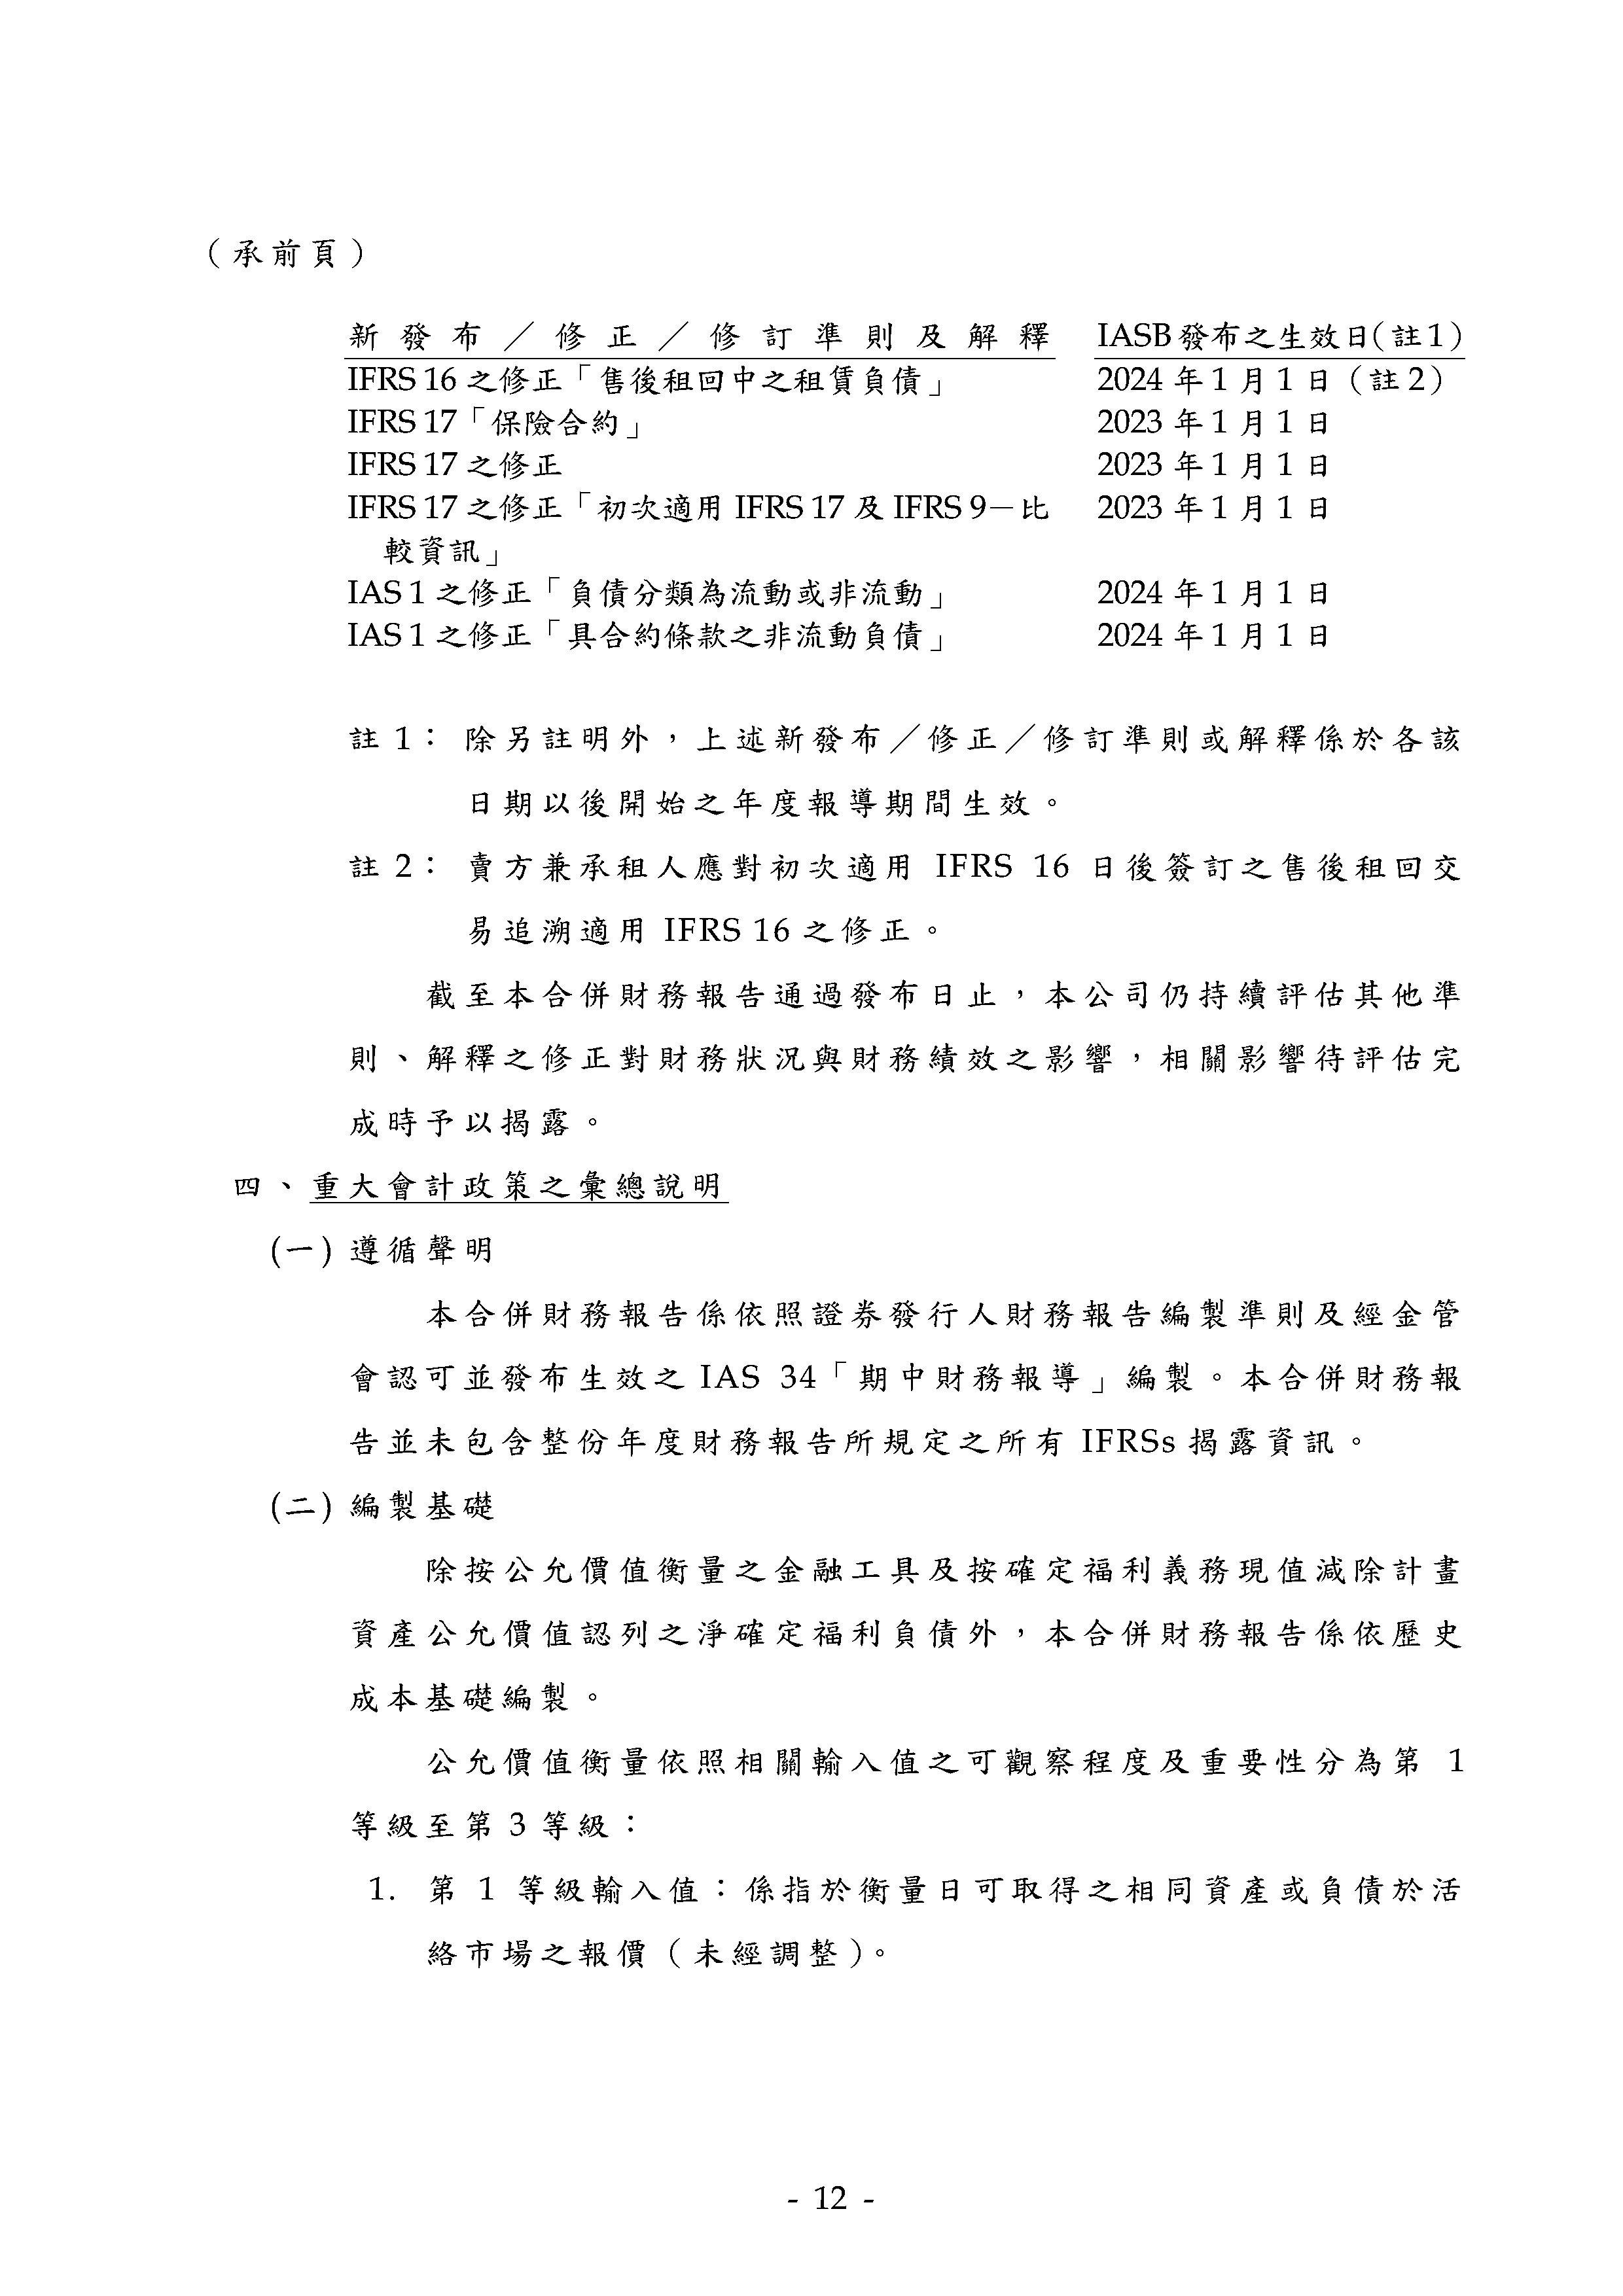 （承前頁）
新發布／修正／修訂準則及解釋 IASB發布之生效日(註1)
IFRS 16 之修正「售後租回中之租賃負債」 2024 年 1 月 1 日（註 2）
IFRS 17「保險合約」 2023 年 1 月 1 日
IFRS 17 之修正 2023 年 1 月 1 日
IFRS 17 之修正「初次適用 IFRS 17 及 IFRS 9－比 2023 年 1 月 1 日
較資訊」
IAS 1 之修正「負債分類為流動或非流動」 2024 年 1 月 1 日
IAS 1 之修正「具合約條款之非流動負債」 2024 年 1 月 1 日
註 1： 除另註明外，上述新發布／修正／修訂準則或解釋係於各該
日期以後開始之年度報導期間生效。
註 2： 賣方兼承租人應對初次適用 IFRS 16 日後簽訂之售後租回交
易追溯適用 IFRS 16 之修正。
截至本合併財務報告通過發布日止，本公司仍持續評估其他準
則、解釋之修正對財務狀況與財務績效之影響，相關影響待評估完
成時予以揭露。
四、重大會計政策之彙總說明
(一) 遵循聲明
本合併財務報告係依照證券發行人財務報告編製準則及經金管
會認可並發布生效之 IAS 34「期中財務報導」編製。本合併財務報
告並未包含整份年度財務報告所規定之所有 IFRSs 揭露資訊。
(二) 編製基礎
除按公允價值衡量之金融工具及按確定福利義務現值減除計畫
資產公允價值認列之淨確定福利負債外，本合併財務報告係依歷史
成本基礎編製。
公允價值衡量依照相關輸入值之可觀察程度及重要性分為第 1
等級至第 3 等級：
1. 第 1 等級輸入值：係指於衡量日可取得之相同資產或負債於活
絡市場之報價（未經調整）。
- 12 -